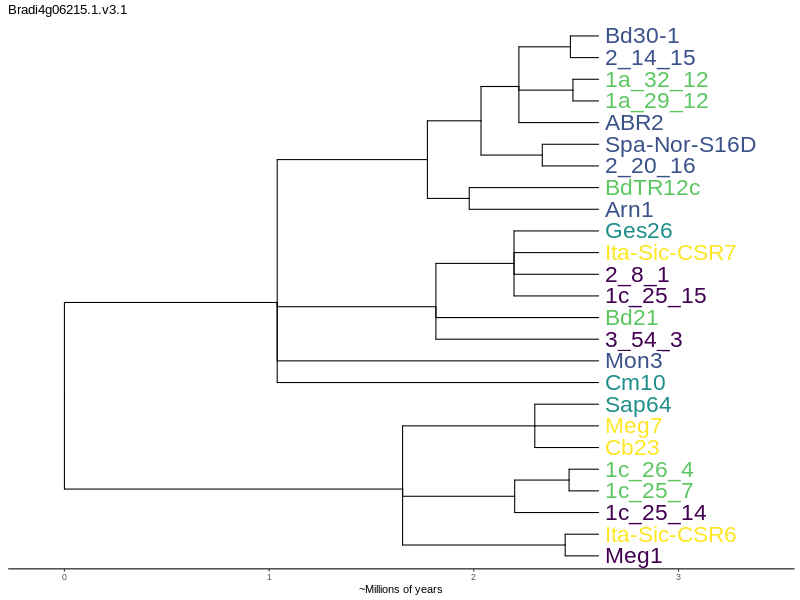 Bradi4g06215.1.v3.1
Bd30-1
2_14_15
1a_32_12
1a_29_12
ABR2
Spa-Nor-S16D
2_20_16
BdTR12c
Arn1
Ges26
Ita-Sic-CSR7
2_8_1
1c_25_15
Bd21
3_54_3
Mon3
Cm10
Sap64
Meg7
Cb23
1c_26_4
1c_25_7
1c_25_14
Ita-Sic-CSR6
Meg1
0 1 2 3
~Millions of years